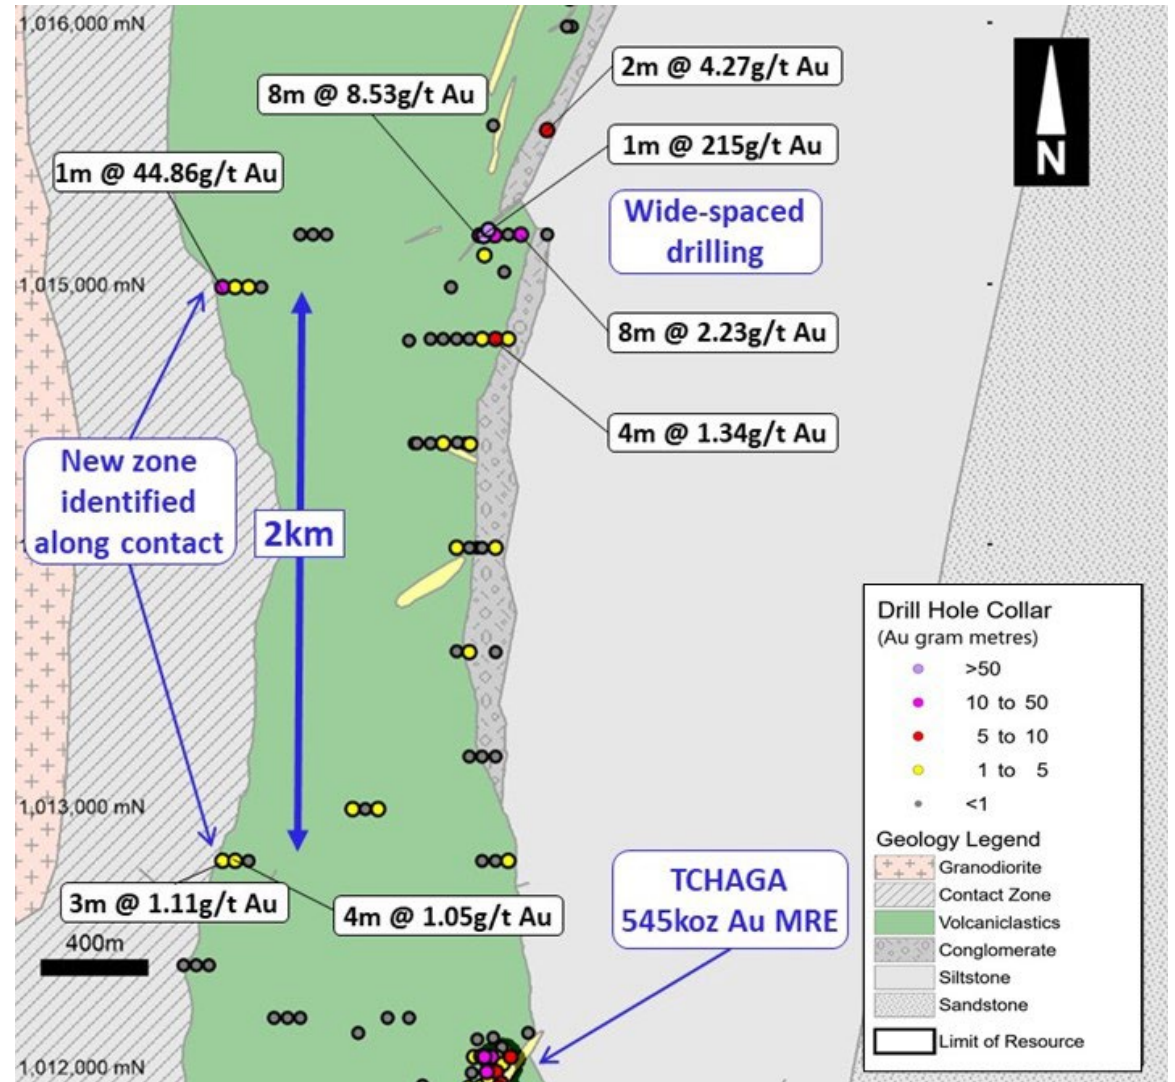 1,016,000 mN
2m @ 4.27g/t Au
8m @ 8.53g/t Au
1m @ 215g/t Au
1m @ 44.86g/t Au
N
Wide-spaced
drilling
1,015,000 mN
8m @ 2.23g/t Au
4m @ 1.34g/t Au
New zone
identified
along contact
2km
Drill Hole Collar
(Au gram metres)
>50
10 to 50
5 to 10
1 to 5
<1
1,013,000 mN
Geology Legend
Granodiorite
Contact Zone
Volcaniclastics
Conglomerate
Siltstone
Sandstone
Limit of Resource
TCHAGA
545koz Au MRE
3m @ 1.11g/t Au
4m @ 1.05g/t Au
400m
1,012,000 mN